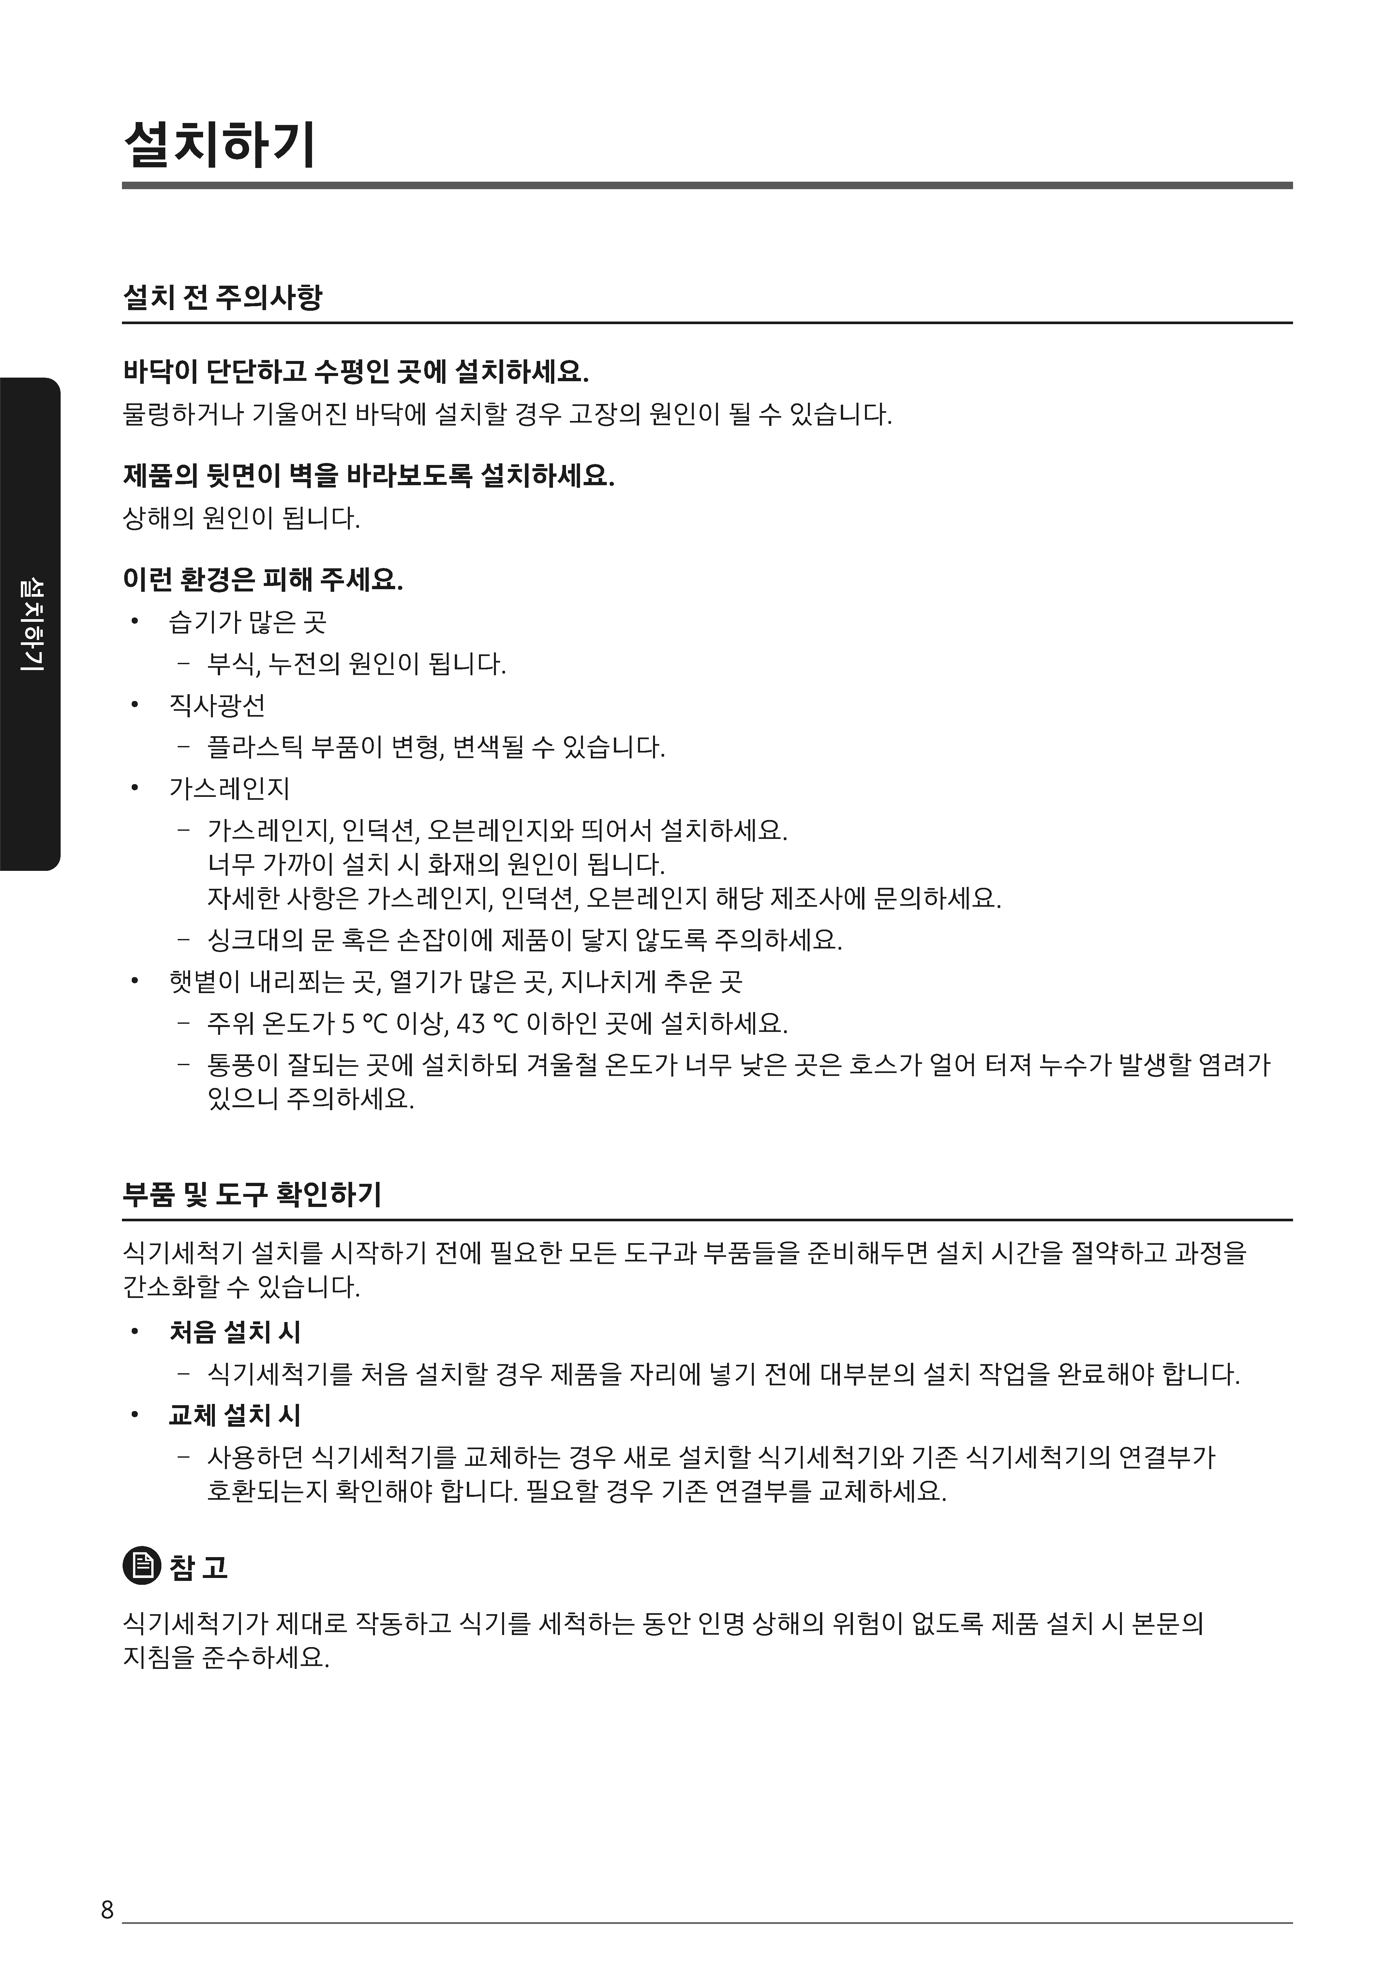 설치하기
설치 전 주의사항
바닥이 단단하고 수평인 곳에 설치하세요.
물렁하거나 기울어진 바닥에 설치할 경우 고장의 원인이 될 수 있습니다.
제품의 뒷면이 벽을 바라보도록 설치하세요.
상해의 원인이 됩니다.
이런 환경은 피해 주세요.
• 습기가 많은 곳
– 부식, 누전의 원인이 됩니다.
• 직사광선
– 플라스틱 부품이 변형, 변색될 수 있습니다.
• 가스레인지
– 가스레인지, 인덕션, 오븐레인지와 띄어서 설치하세요.
너무 가까이 설치 시 화재의 원인이 됩니다.
자세한 사항은 가스레인지, 인덕션, 오븐레인지 해당 제조사에 문의하세요.
– 싱크대의 문 혹은 손잡이에 제품이 닿지 않도록 주의하세요.
• 햇볕이 내리쬐는 곳, 열기가 많은 곳, 지나치게 추운 곳
– 주위 온도가 5 ℃ 이상, 43 ℃ 이하인 곳에 설치하세요.
– 통풍이 잘되는 곳에 설치하되 겨울철 온도가 너무 낮은 곳은 호스가 얼어 터져 누수가 발생할 염려가
있으니 주의하세요.
부품 및 도구 확인하기
식기세척기 설치를 시작하기 전에 필요한 모든 도구과 부품들을 준비해두면 설치 시간을 절약하고 과정을
간소화할 수 있습니다.
• 처음 설치 시
– 식기세척기를 처음 설치할 경우 제품을 자리에 넣기 전에 대부분의 설치 작업을 완료해야 합니다.
• 교체 설치 시
– 사용하던 식기세척기를 교체하는 경우 새로 설치할 식기세척기와 기존 식기세척기의 연결부가
호환되는지 확인해야 합니다. 필요할 경우 기존 연결부를 교체하세요.
참 고
식기세척기가 제대로 작동하고 식기를 세척하는 동안 인명 상해의 위험이 없도록 제품 설치 시 본문의
지침을 준수하세요.
설치하기
8